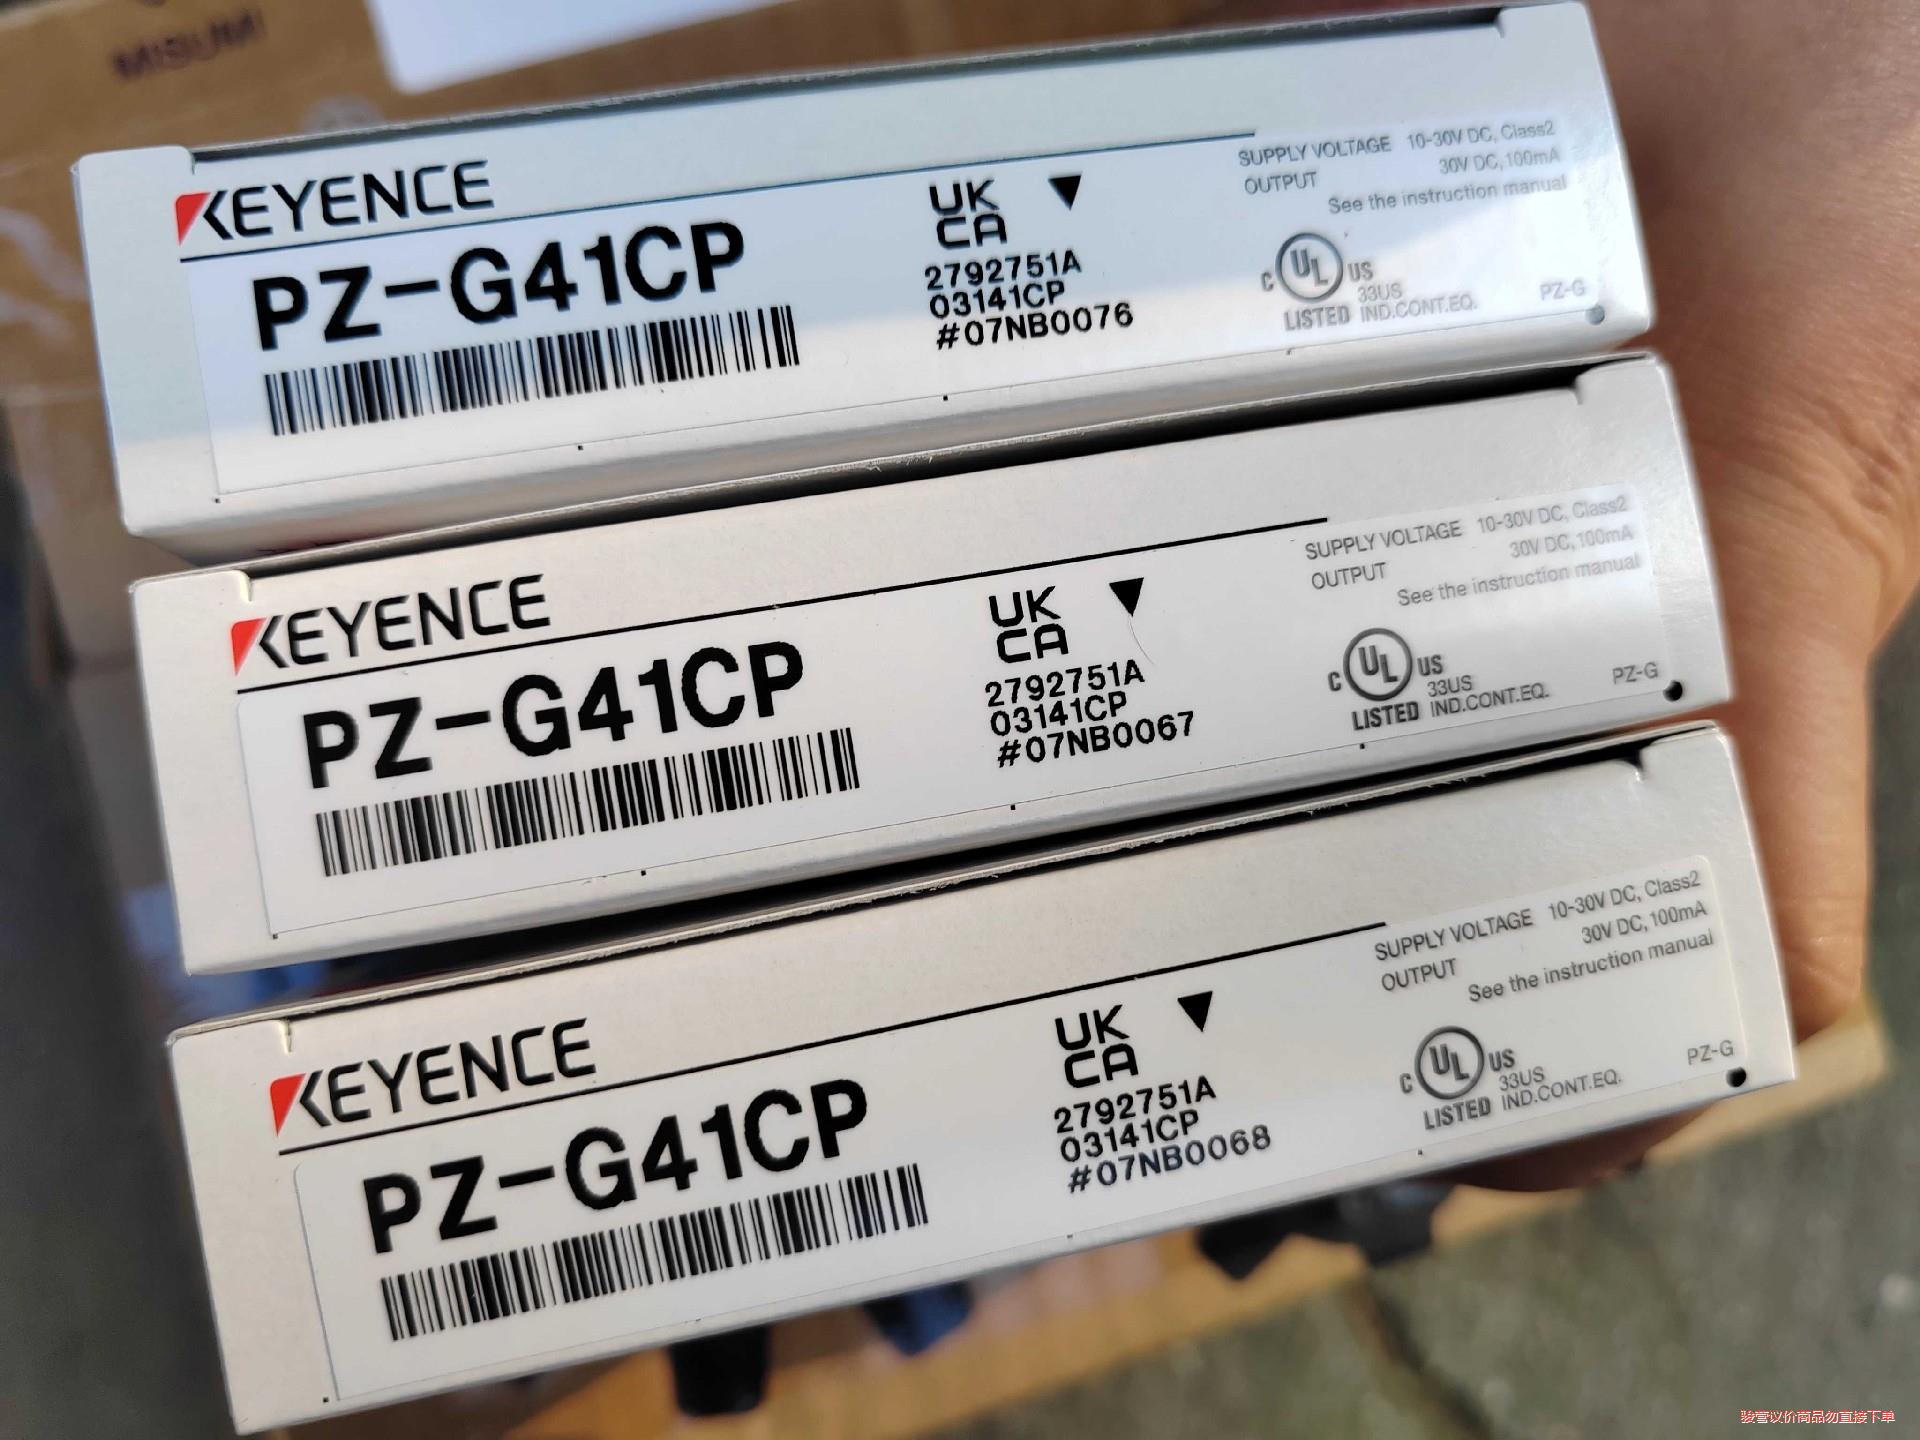 MISUMI
KEYENCE
PZ-G41CP
UK
CA
2792751A
03141CP
#07NB0076
SUPPLY VOLTAGE 10-30V DC, Class2
OUTPUT 30V DC, 100mA
See the instruction manual
C UL US
LISTED 33US IND.CONT.EQ.
PZ-G
KEYENCE
PZ-G41CP
UK
CA
2792751A
03141CP
#07NB0067
SUPPLY VOLTAGE 10-30V DC, Class2
OUTPUT 30V DC, 100mA
See the instruction manual
C UL US
LISTED 33US IND.CONT.EQ.
PZ-G
KEYENCE
PZ-G41CP
UK
CA
2792751A
03141CP
#07NB0068
SUPPLY VOLTAGE 10-30V DC, Class2
OUTPUT 30V DC, 100mA
See the instruction manual
C UL US
LISTED 33US IND.CONT.EQ.
PZ-G
骏营议价商品勿直接下单